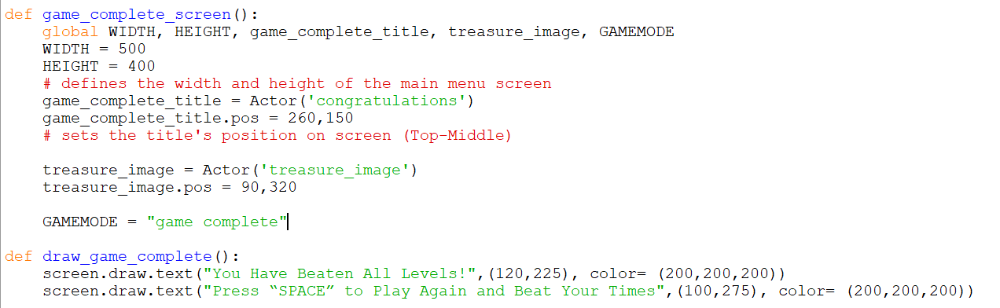 def game_complete_screen():
    global WIDTH, HEIGHT, game_complete_title, treasure_image, GAMEMODE
    WIDTH = 500
    HEIGHT = 400
    # defines the width and height of the main menu screen
    game_complete_title = Actor('congratulations')
    game_complete_title.pos = 260,150
    # sets the title's position on screen (Top-Middle)
    treasure_image = Actor('treasure_image')
    treasure_image.pos = 90,320
    GAMEMODE = "game complete"
def draw_game_complete():
    screen.draw.text("You Have Beaten All Levels!",(120,225), color= (200,200,200))
    screen.draw.text("Press “SPACE” to Play Again and Beat Your Times",(100,275), color= (200,200,200))